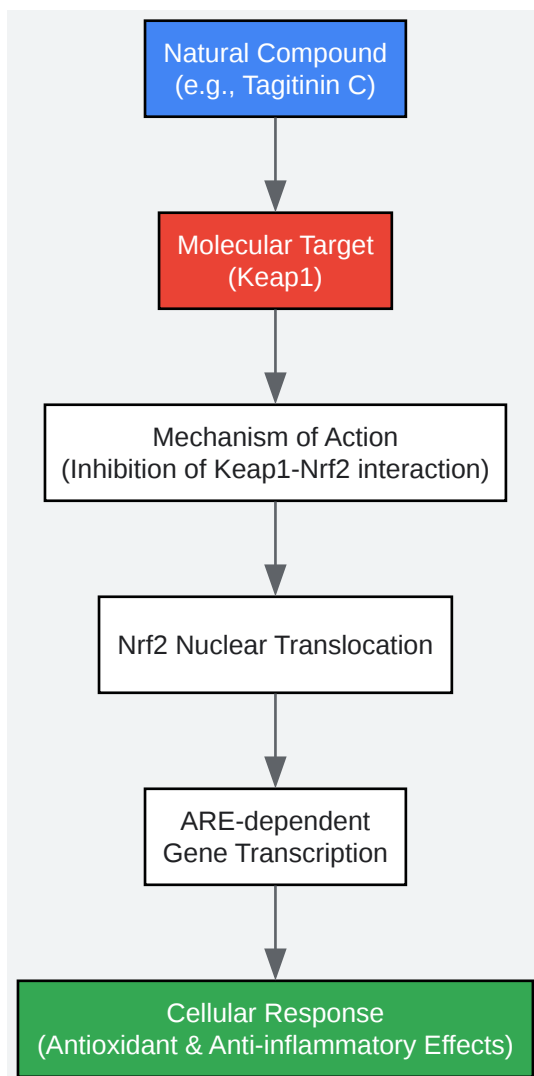 Natural Compound
(e.g., Tagitinin C)
Molecular Target
(Keap1)
Mechanism of Action
(Inhibition of Keap1-Nrf2 interaction)
Nrf2 Nuclear Translocation
ARE-dependent
Gene Transcription
Cellular Response
(Antioxidant & Anti-inflammatory Effects)